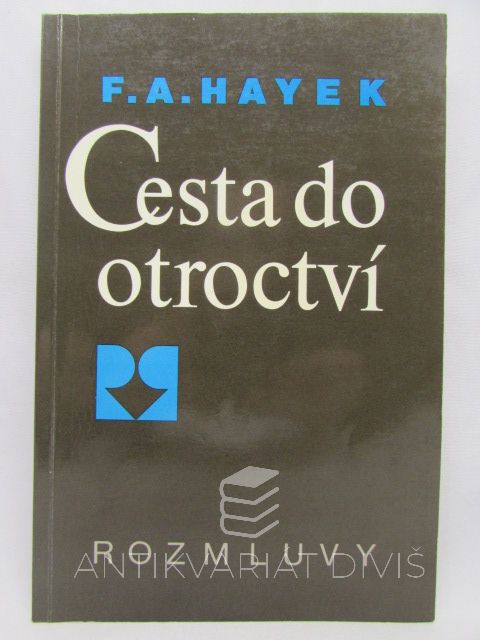 F.A.HAYEK
Cesta do
otroctví
ROZMLUVY
ANTIKVARIÁT DIVIŠ